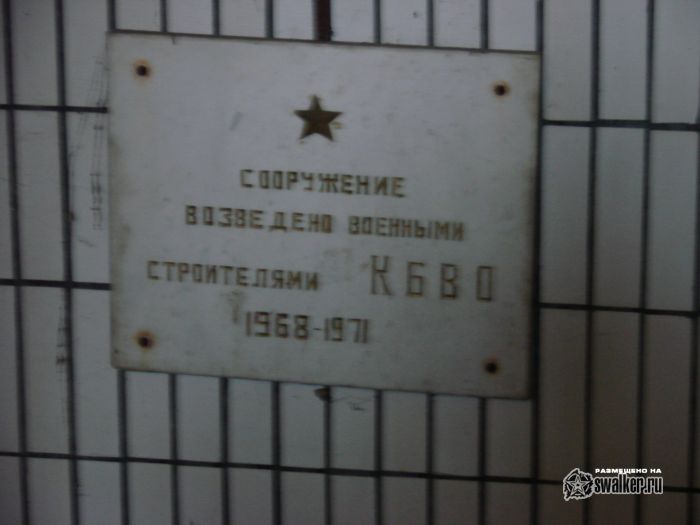 СООРУЖЕНИЕ
ВОЗВЕДЕНО ВОЕННЫМИ
СТРОИТЕЛЯМИ КБВО
1968-1971
РАЗМЕЩЕНО НА
swalker.ru